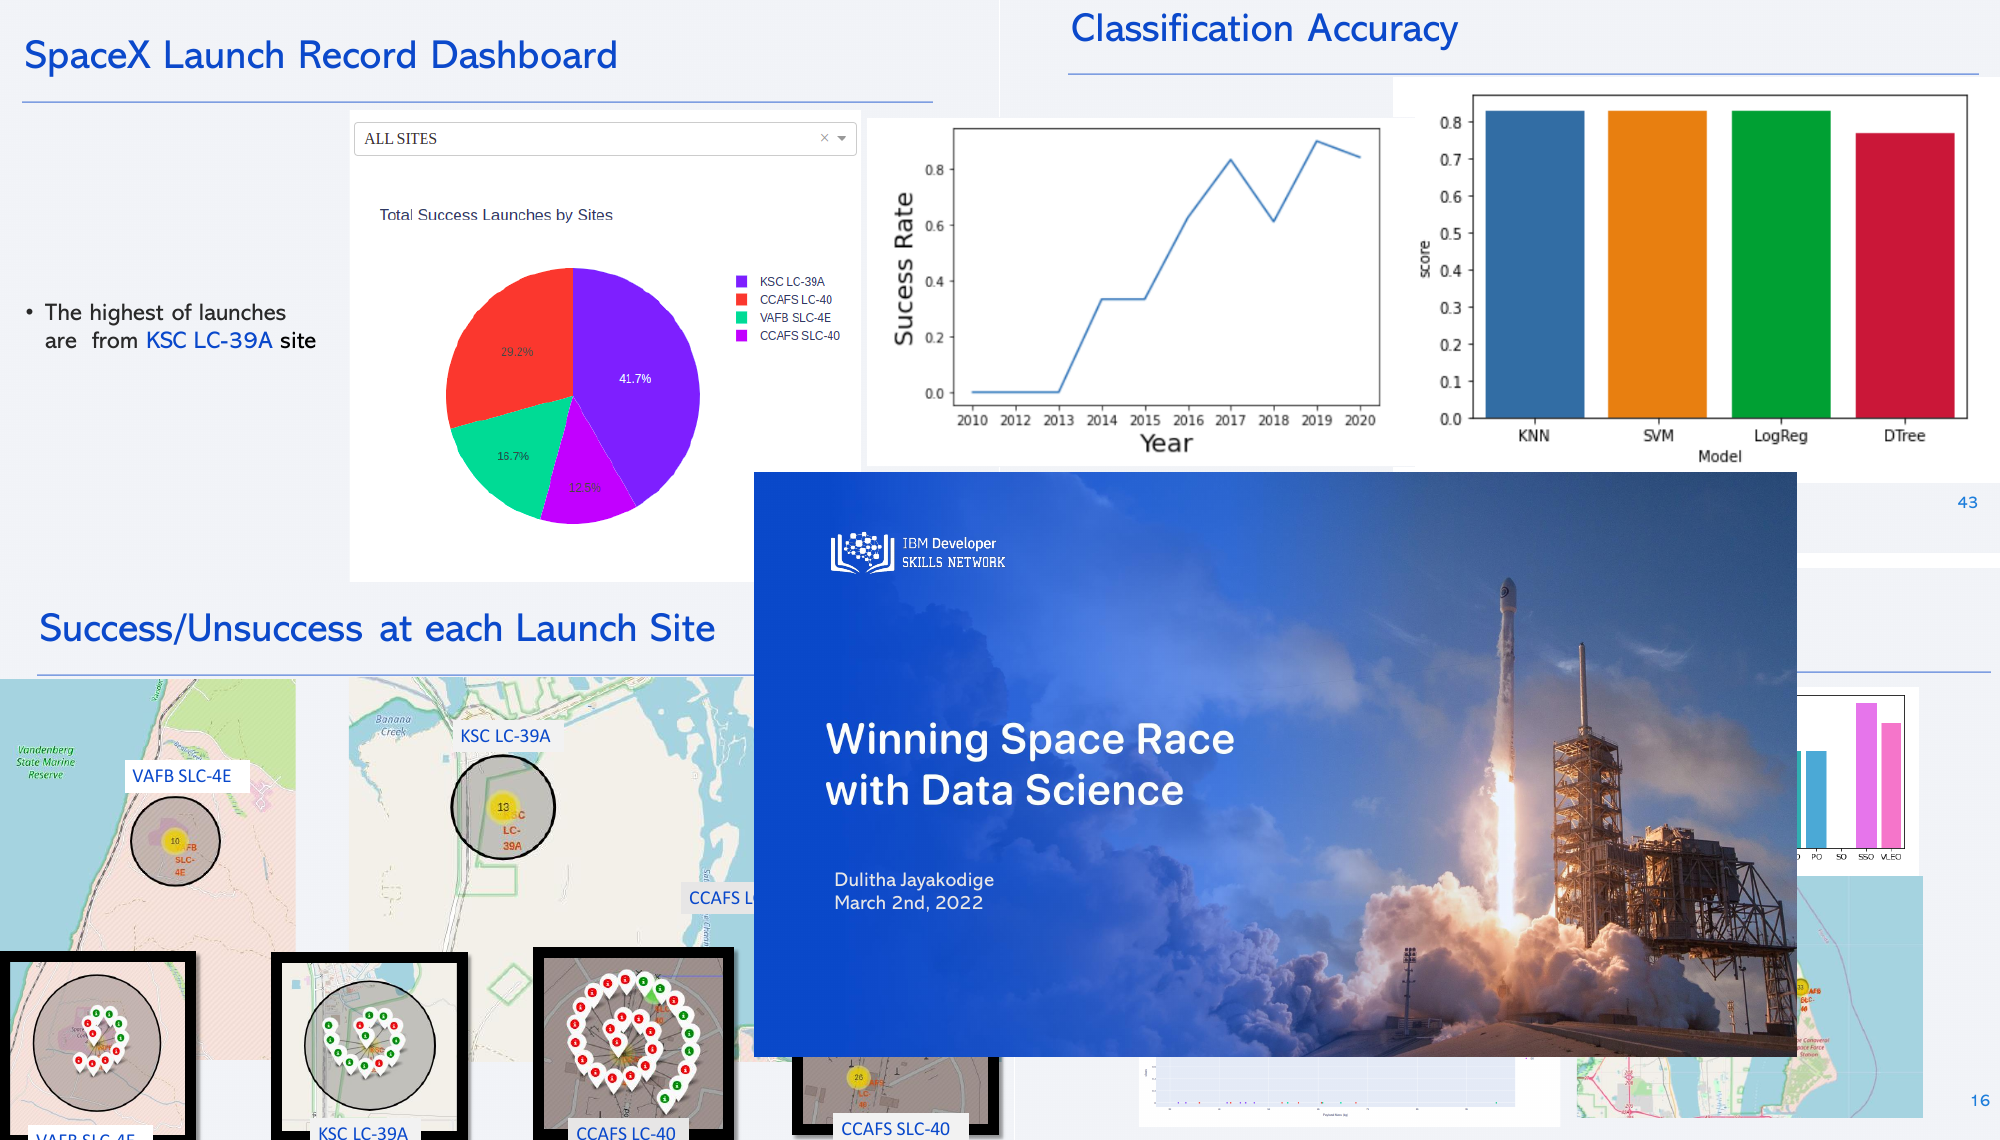 SpaceX Launch Record Dashboard
• The highest of launches
are from KSC LC-39A site
ALL SITES
Total Success Launches by Sites
KSC LC-39A
CCAFS LC-40
VAFB SLC-4E
CCAFS SLC-40
29.2%
41.7%
16.7%
12.5%
Sucess Rate
0.8
0.6
0.4
0.2
0.0
2010 2012 2013 2014 2015 2016 2017 2018 2019 2020
Year
Classification Accuracy
score
0.8
0.7
0.6
0.5
0.4
0.3
0.2
0.1
0.0
KNN SVM LogReg DTree
Model
43
Success/Unsuccess at each Launch Site
Vandenberg
State Marine
Reserve
VAFB SLC-4E
10
SLC-
4E
Banana
Creek
KSC LC-39A
13
LC-
39A
CCAFS
VAFB SLC-4E
KSC LC-39A
CCAFS LC-40
26
CCAFS SLC-40
IBM Developer
SKILLS NETWORK
Winning Space Race
with Data Science
Dulitha Jayakodige
March 2nd, 2022
PO SO SSO VLEO
16